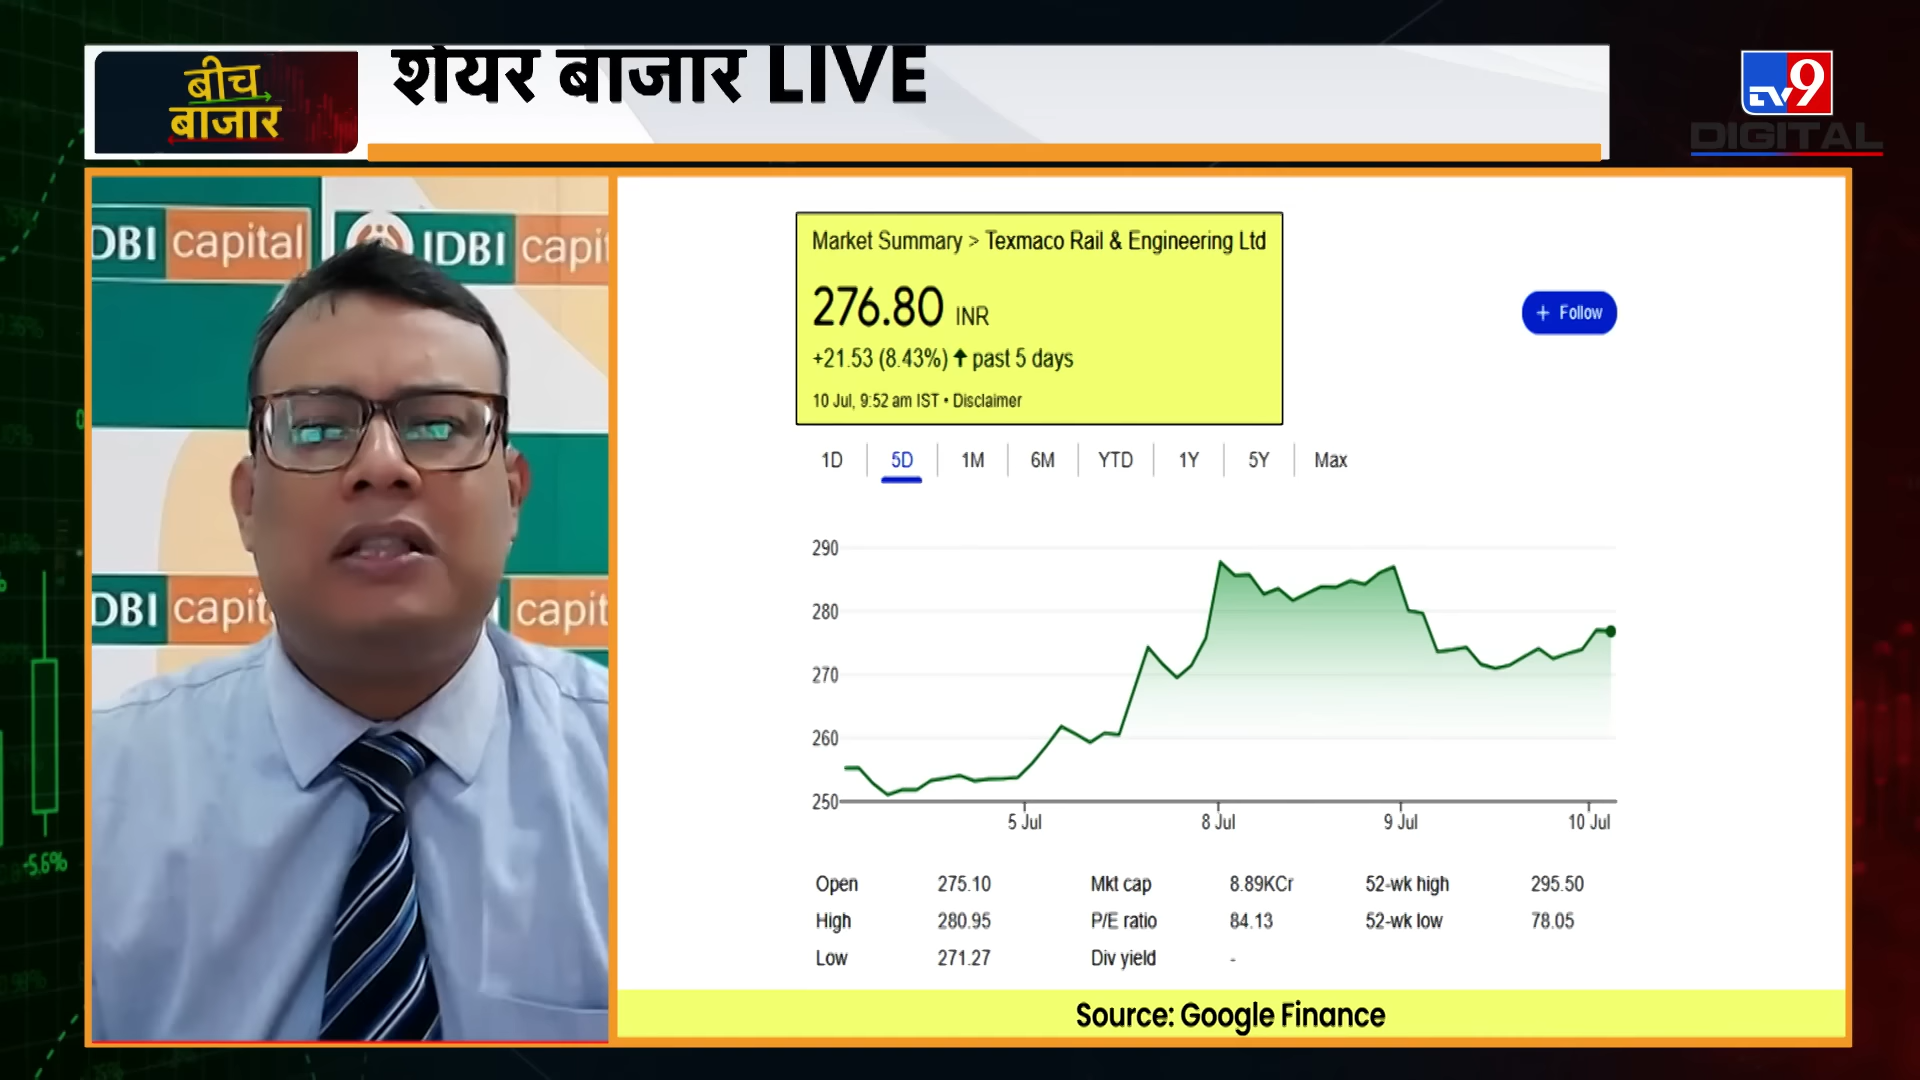 बीच
बाजार
शेयर बाजार LIVE
TV9
DIGITAL
DBI capital
IDBI capi
DBI capit
capit
Market Summary > Texmaco Rail & Engineering Ltd
276.80 INR
+21.53 (8.43%) ↑ past 5 days
10 Jul, 9:52 am IST • Disclaimer
+ Follow
1D 5D 1M 6M YTD 1Y 5Y Max
290
280
270
260
250
5 Jul 8 Jul 9 Jul 10 Jul
Open 275.10 Mkt cap 8.89KCr 52-wk high 295.50
High 280.95 P/E ratio 84.13 52-wk low 78.05
Low 271.27 Div yield -
Source: Google Finance
-5.6%